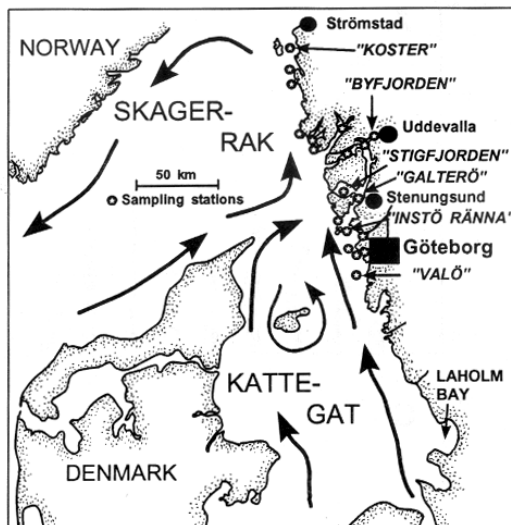 Strömstad
NORWAY
"KOSTER"
"BYFJORDEN"
SKAGER-
RAK
Uddevalla
"STIGFJORDEN"
50 km
"GALTERÖ"
Sampling stations
Stenungsund
"INSTÖ RÄNNA"
Göteborg
"VALÖ"
KATTE-
GAT
LAHOLM
BAY
DENMARK